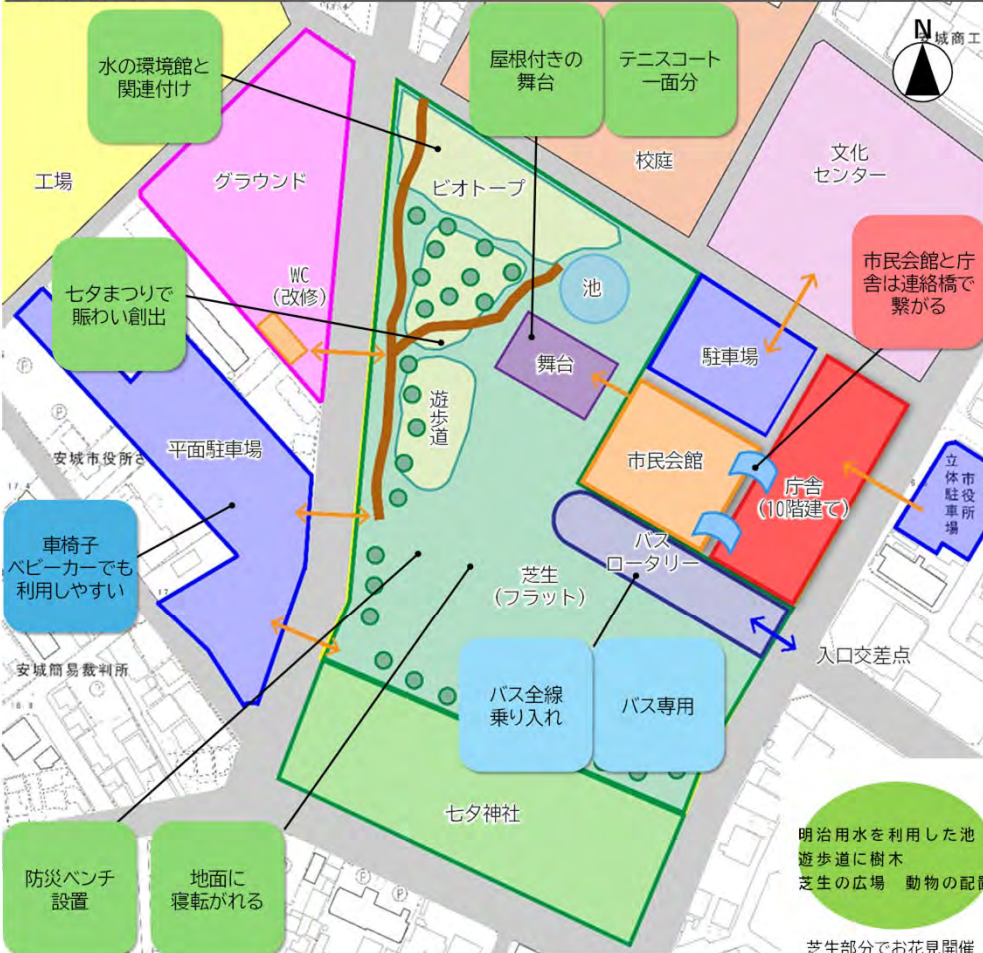 水の環境館と
関連付け
屋根付きの
舞台
テニスコート
一面分
N
安城商工
工場
グラウンド
ビオトープ
校庭
文化
センター
市民会館と庁
舎は連絡橋で
繋がる
七夕まつりで
賑わい創出
WC
(改修)
池
駐車場
舞台
遊歩道
平面駐車場
安城市役所さ
市民会館
庁舎
(10階建て)
市役所
立体駐車場
車椅子
ベビーカーでも
利用しやすい
バス
ロータリー
芝生
(フラット)
入口交差点
安城簡易裁判所
バス全線
乗り入れ
バス専用
七夕神社
防災ベンチ
設置
地面に
寝転がれる
明治用水を利用した池
遊歩道に樹木
芝生の広場 動物の配置
芝生部分でお花見開催